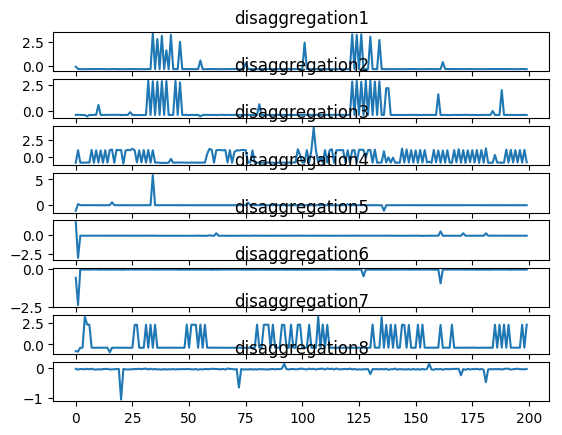 disaggregation1
2.5
0.0
disaggregation2
2.5
0.0
disaggregation3
2.5
0.0
disaggregation4
5
0
disaggregation5
0.0
-2.5
disaggregation6
0.0
-2.5
disaggregation7
2.5
0.0
disaggregation8
0
-1
0 25 50 75 100 125 150 175 200